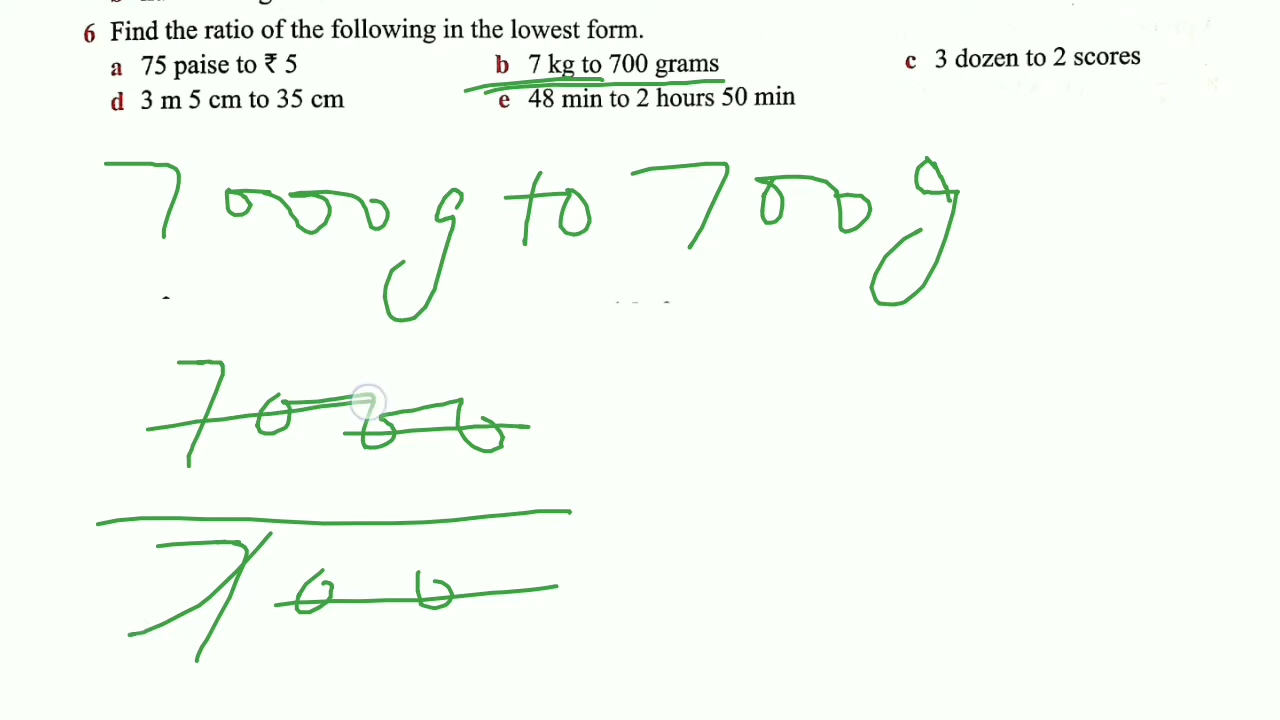 6 Find the ratio of the following in the lowest form.
a 75 paise to ₹ 5 b 7 kg to 700 grams c 3 dozen to 2 scores
d 3 m 5 cm to 35 cm e 48 min to 2 hours 50 min
7000g to 700g
7000
700